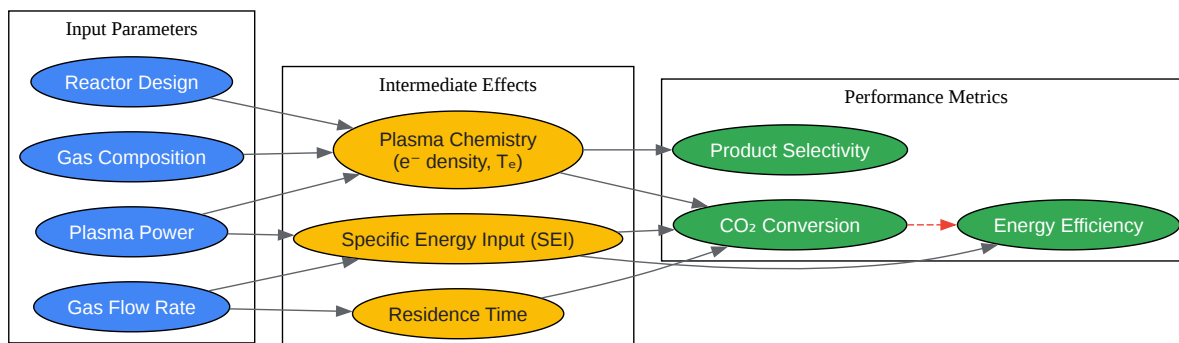 Input Parameters
Reactor Design
Gas Composition
Plasma Power
Gas Flow Rate
Intermediate Effects
Plasma Chemistry
(e⁻ density, Tₑ)
Specific Energy Input (SEI)
Residence Time
Performance Metrics
Product Selectivity
CO₂ Conversion
Energy Efficiency